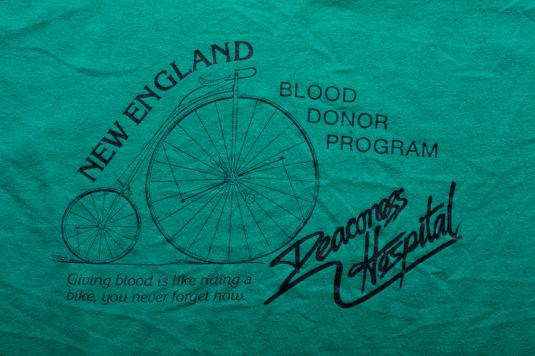 NEW ENGLAND
BLOOD
DONOR
PROGRAM
Deaconess
Hospital
Giving blood is like riding a
bike, you never forget how.